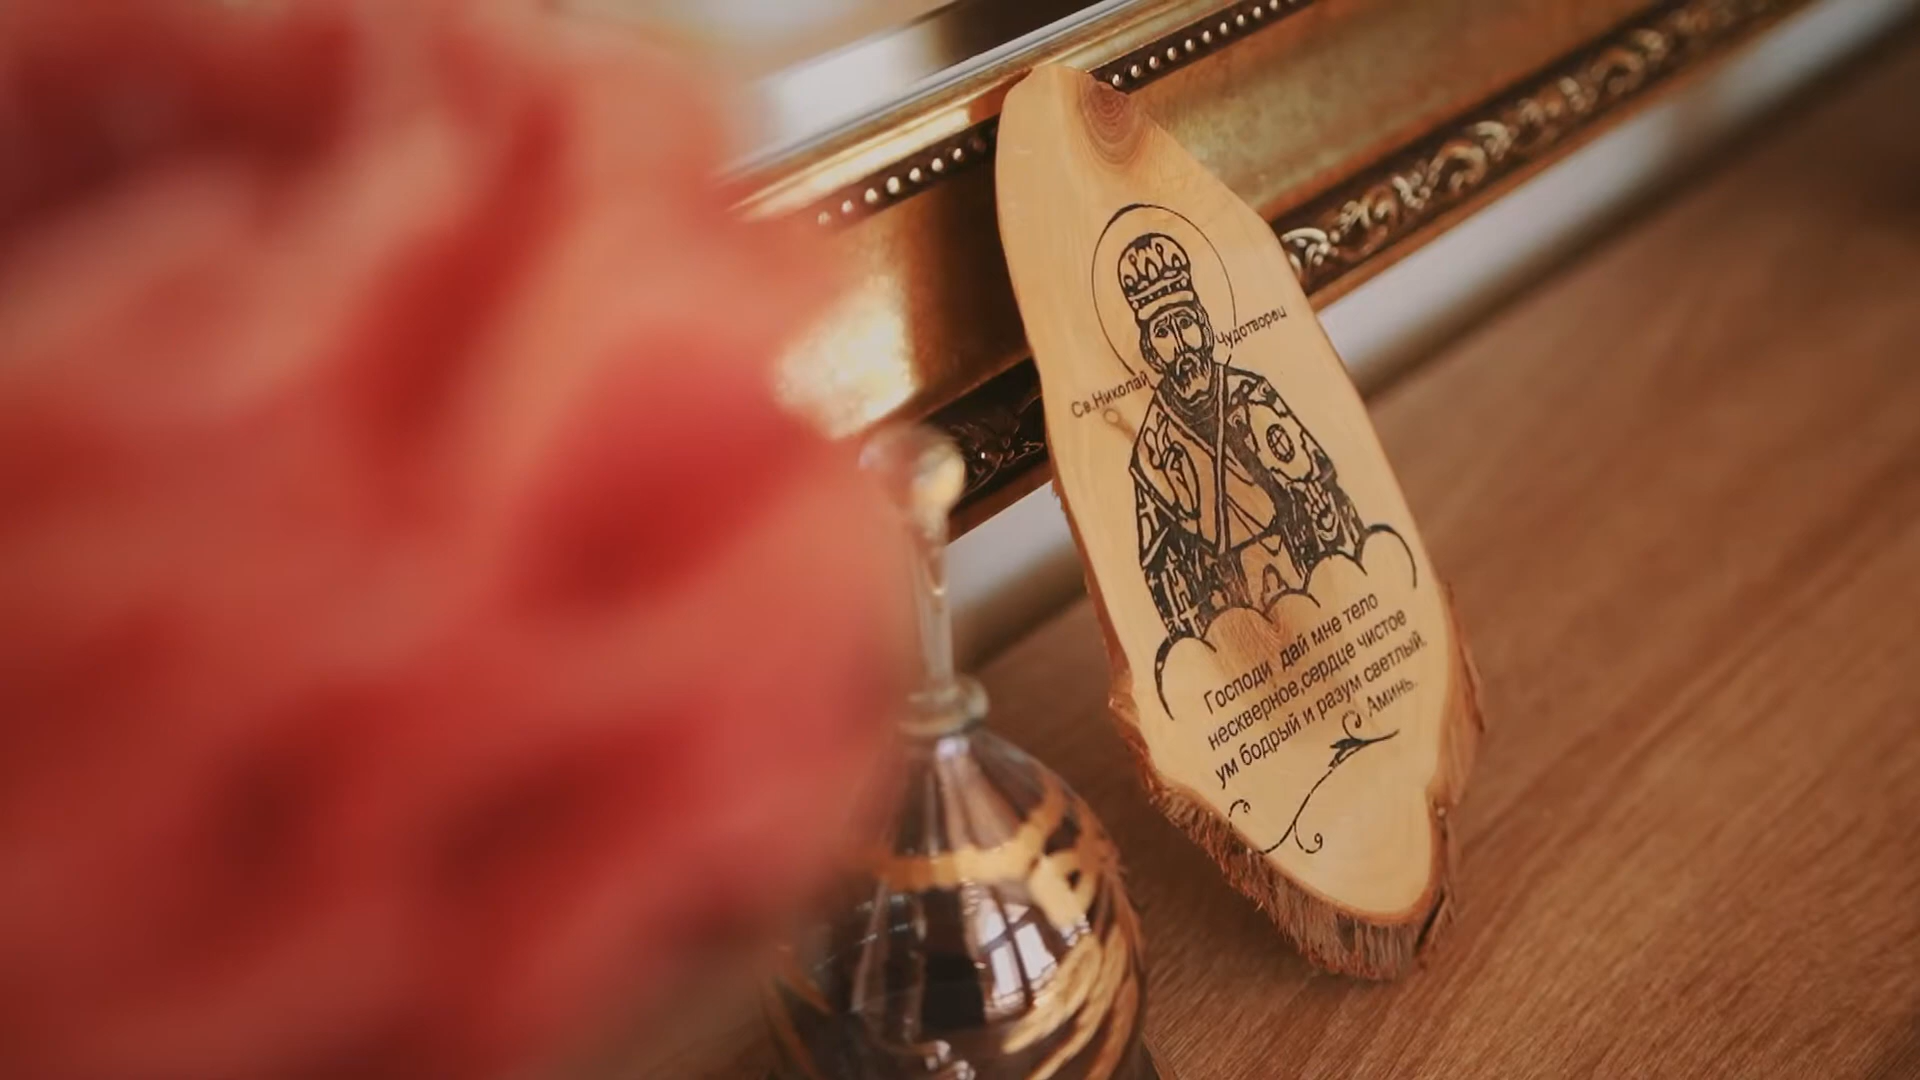 Св.Николай Чудотворец
Господи дай мне тело
нескверное,сердце чистое
ум бодрый и разум светлый.
Аминь.